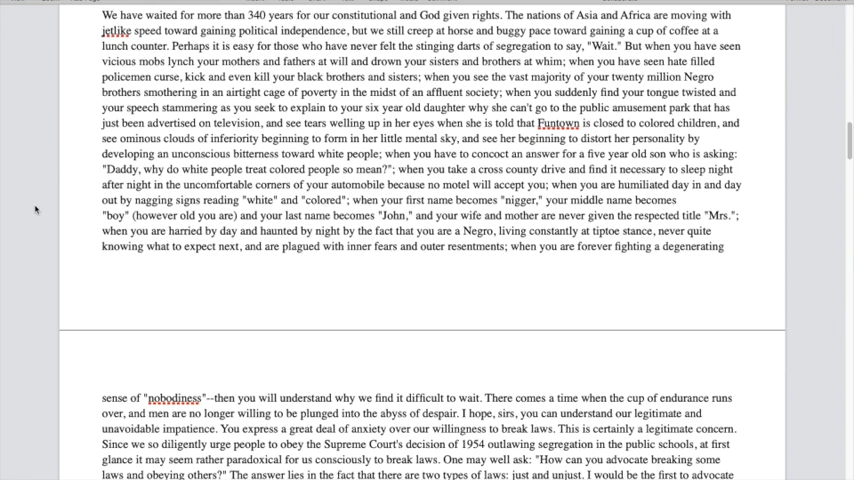 We have waited for more than 340 years for our constitutional and God given rights. The nations of Asia and Africa are moving with
jetlike speed toward gaining political independence, but we still creep at horse and buggy pace toward gaining a cup of coffee at a
lunch counter. Perhaps it is easy for those who have never felt the stinging darts of segregation to say, "Wait." But when you have seen
vicious mobs lynch your mothers and fathers at will and drown your sisters and brothers at whim; when you have seen hate filled
policemen curse, kick and even kill your black brothers and sisters; when you see the vast majority of your twenty million Negro
brothers smothering in an airtight cage of poverty in the midst of an affluent society; when you suddenly find your tongue twisted and
your speech stammering as you seek to explain to your six year old daughter why she can't go to the public amusement park that has
just been advertised on television, and see tears welling up in her eyes when she is told that Funtown is closed to colored children, and
see ominous clouds of inferiority beginning to form in her little mental sky, and see her beginning to distort her personality by
developing an unconscious bitterness toward white people; when you have to concoct an answer for a five year old son who is asking:
"Daddy, why do white people treat colored people so mean?"; when you take a cross county drive and find it necessary to sleep night
after night in the uncomfortable corners of your automobile because no motel will accept you; when you are humiliated day in and day
out by nagging signs reading "white" and "colored"; when your first name becomes "nigger," your middle name becomes
"boy" (however old you are) and your last name becomes "John," and your wife and mother are never given the respected title "Mrs.";
when you are harried by day and haunted by night by the fact that you are a Negro, living constantly at tiptoe stance, never quite
knowing what to expect next, and are plagued with inner fears and outer resentments; when you are forever fighting a degenerating
sense of "nobodiness"--then you will understand why we find it difficult to wait. There comes a time when the cup of endurance runs
over, and men are no longer willing to be plunged into the abyss of despair. I hope, sirs, you can understand our legitimate and
unavoidable impatience. You express a great deal of anxiety over our willingness to break laws. This is certainly a legitimate concern.
Since we so diligently urge people to obey the Supreme Court's decision of 1954 outlawing segregation in the public schools, at first
glance it may seem rather paradoxical for us consciously to break laws. One may well ask: "How can you advocate breaking some
laws and obeying others?" The answer lies in the fact that there are two types of laws: just and unjust. I would be the first to advocate